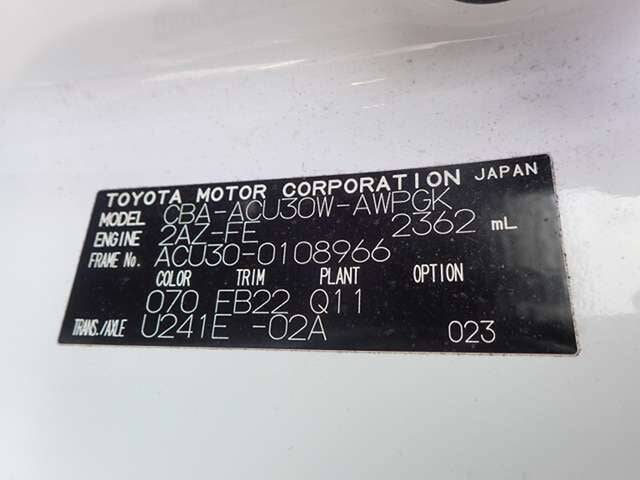 TOYOTA MOTOR CORPORATION JAPAN
MODEL CBA-ACU30W-AWPGK
ENGINE 2AZ-FE 2362 mL
FRAME No. ACU30-0108966
COLOR TRIM PLANT OPTION
070 FB22 Q11
TRANS./AXLE U241E -02A 023